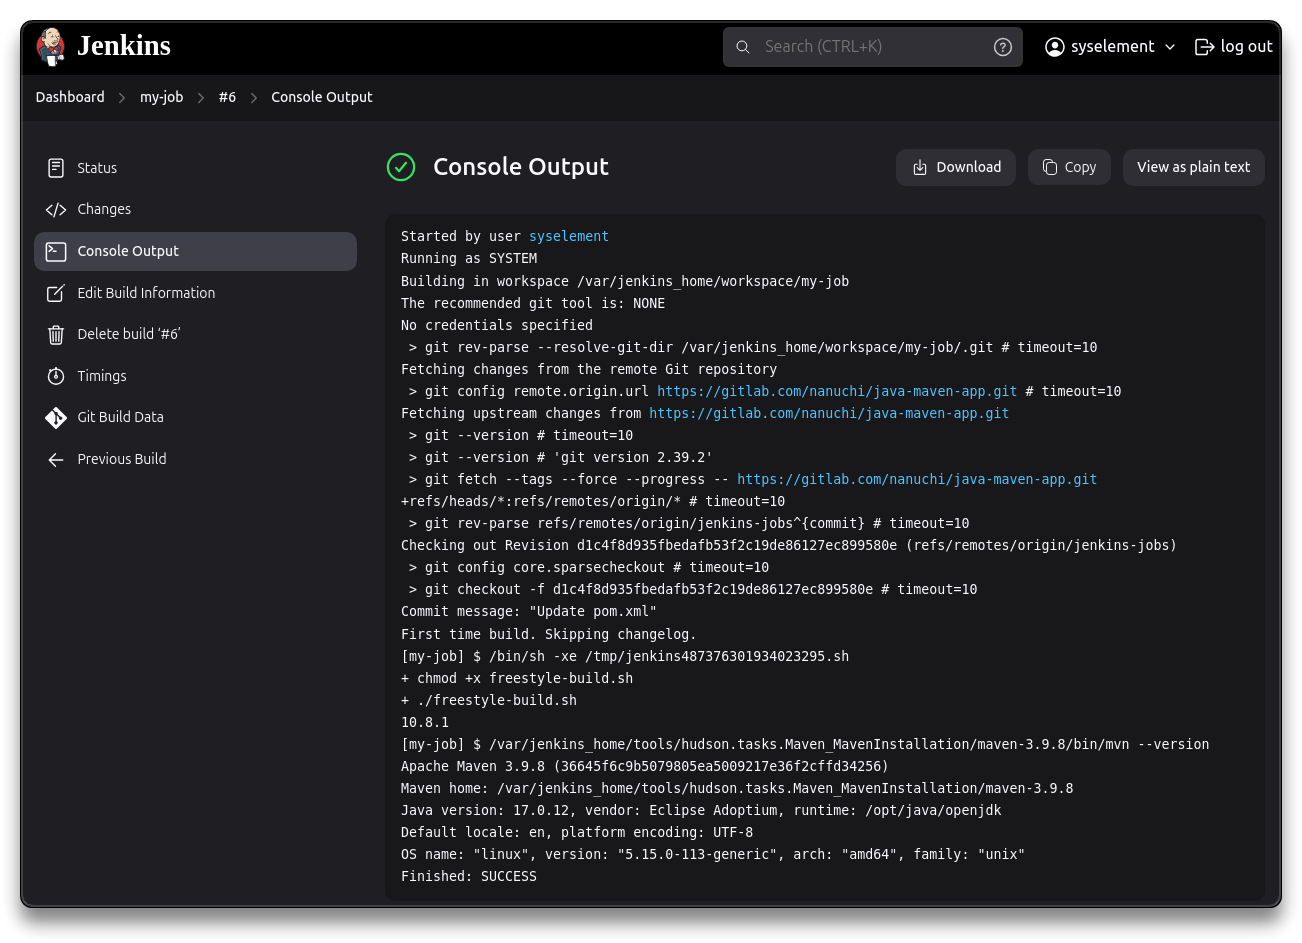 Jenkins
Search (CTRL+K)
syselement
log out
Dashboard
my-job
#6
Console Output
Status
Changes
Console Output
Edit Build Information
Delete build ‘#6’
Timings
Git Build Data
Previous Build
Console Output
Download
Copy
View as plain text
Started by user syselement
Running as SYSTEM
Building in workspace /var/jenkins_home/workspace/my-job
The recommended git tool is: NONE
No credentials specified
 > git rev-parse --resolve-git-dir /var/jenkins_home/workspace/my-job/.git # timeout=10
Fetching changes from the remote Git repository
 > git config remote.origin.url https://gitlab.com/nanuchi/java-maven-app.git # timeout=10
Fetching upstream changes from https://gitlab.com/nanuchi/java-maven-app.git
 > git --version # timeout=10
 > git --version # 'git version 2.39.2'
 > git fetch --tags --force --progress -- https://gitlab.com/nanuchi/java-maven-app.git
+refs/heads/*:refs/remotes/origin/* # timeout=10
 > git rev-parse refs/remotes/origin/jenkins-jobs^{commit} # timeout=10
Checking out Revision d1c4f8d935fbedafb53f2c19de86127ec899580e (refs/remotes/origin/jenkins-jobs)
 > git config core.sparsecheckout # timeout=10
 > git checkout -f d1c4f8d935fbedafb53f2c19de86127ec899580e # timeout=10
Commit message: "Update pom.xml"
First time build. Skipping changelog.
[my-job] $ /bin/sh -xe /tmp/jenkins487376301934023295.sh
+ chmod +x freestyle-build.sh
+ ./freestyle-build.sh
10.8.1
[my-job] $ /var/jenkins_home/tools/hudson.tasks.Maven_MavenInstallation/maven-3.9.8/bin/mvn --version
Apache Maven 3.9.8 (36645f6c9b5079805ea5009217e36f2cffd34256)
Maven home: /var/jenkins_home/tools/hudson.tasks.Maven_MavenInstallation/maven-3.9.8
Java version: 17.0.12, vendor: Eclipse Adoptium, runtime: /opt/java/openjdk
Default locale: en, platform encoding: UTF-8
OS name: "linux", version: "5.15.0-113-generic", arch: "amd64", family: "unix"
Finished: SUCCESS